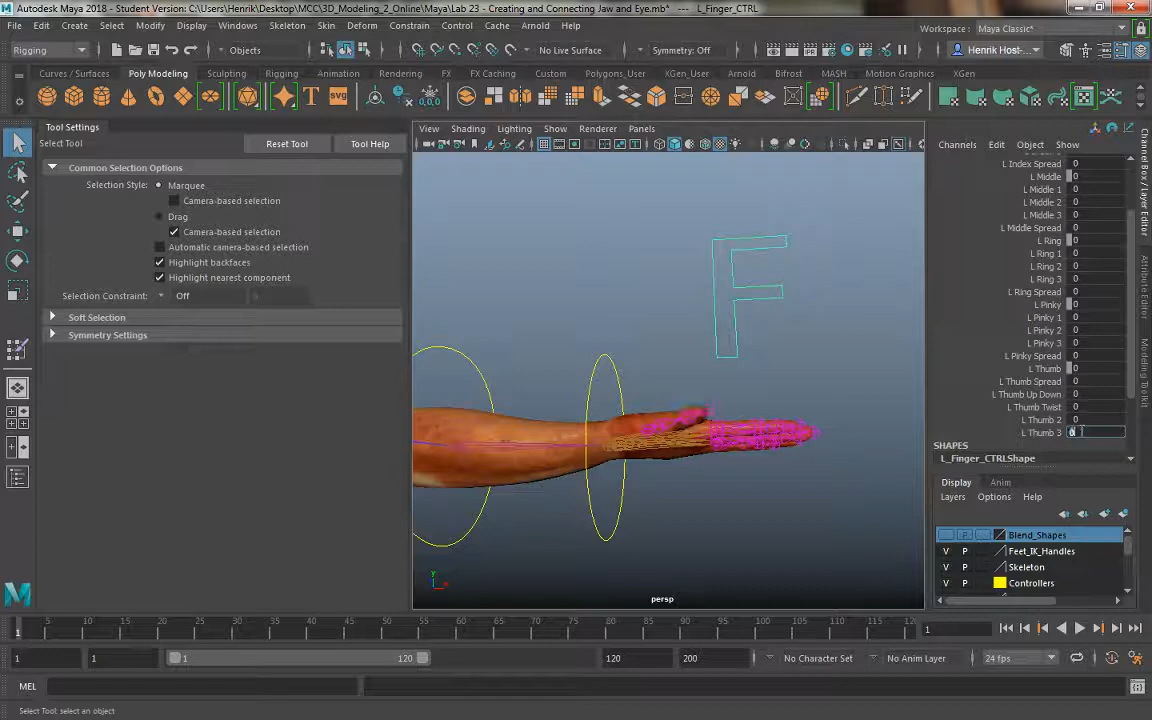 Autodesk Maya 2018 - Student Version: C:\Users\Henrik\Desktop\MCC\3D_Modeling_2_Online\Maya\Lab 23 - Creating and Connecting Jaw and Eye.mb* --- L_Finger_CTRL
File Edit Create Select Modify Display Windows Skeleton Skin Deform Constrain Control Cache Arnold Help
Workspace : Maya Classic*
Rigging Objects No Live Surface Symmetry: Off Henrik Host-...
Curves / Surfaces Poly Modeling Sculpting Rigging Animation Rendering FX FX Caching Custom Polygons_User XGen_User Arnold Bifrost MASH Motion Graphics XGen
T SVG
Tool Settings
Select Tool Reset Tool Tool Help
Common Selection Options
Selection Style: Marquee
Camera-based selection
Drag
Camera-based selection
Automatic camera-based selection
Highlight backfaces
Highlight nearest component
Selection Constraint: Off
Soft Selection
Symmetry Settings
View Shading Lighting Show Renderer Panels
F
y
persp
Channels Edit Object Show
L Index Spread 0
L Middle 0
L Middle 1 0
L Middle 2 0
L Middle 3 0
L Middle Spread 0
L Ring 0
L Ring 1 0
L Ring 2 0
L Ring 3 0
L Ring Spread 0
L Pinky 0
L Pinky 1 0
L Pinky 2 0
L Pinky 3 0
L Pinky Spread 0
L Thumb 0
L Thumb Spread 0
L Thumb Up Down 0
L Thumb Twist 0
L Thumb 2 0
L Thumb 3 0
SHAPES
L_Finger_CTRLShape
Display Anim
Layers Options Help
P Blend_Shapes
V P Feet_IK_Handles
V P Skeleton
V P Controllers
Channel Box / Layer Editor
Attribute Editor
Modeling Toolkit
1 5 10 15 20 25 30 35 40 45 50 55 60 65 70 75 80 85 90 95 100 105 110 115 120 1
1 1 1 120 120 200 No Character Set No Anim Layer 24 fps
MEL
Select Tool: select an object